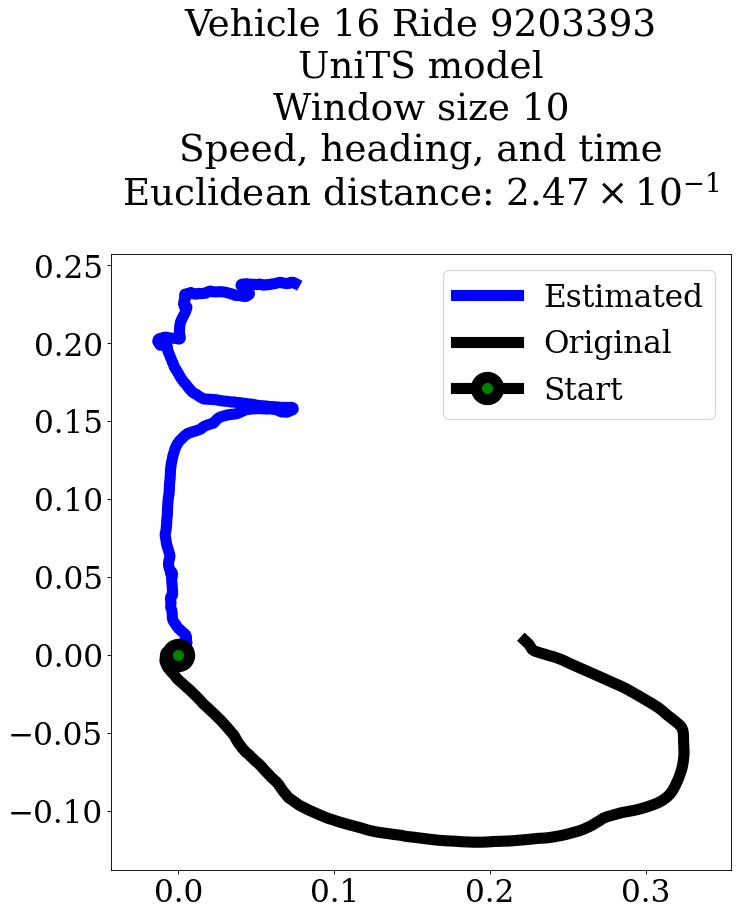 Vehicle 16 Ride 9203393
UniTS model
Window size 10
Speed, heading, and time
Euclidean distance: $2.47 \times 10^{-1}$
0.25
0.20
0.15
0.10
0.05
0.00
−0.05
−0.10
Estimated
Original
Start
0.0 0.1 0.2 0.3